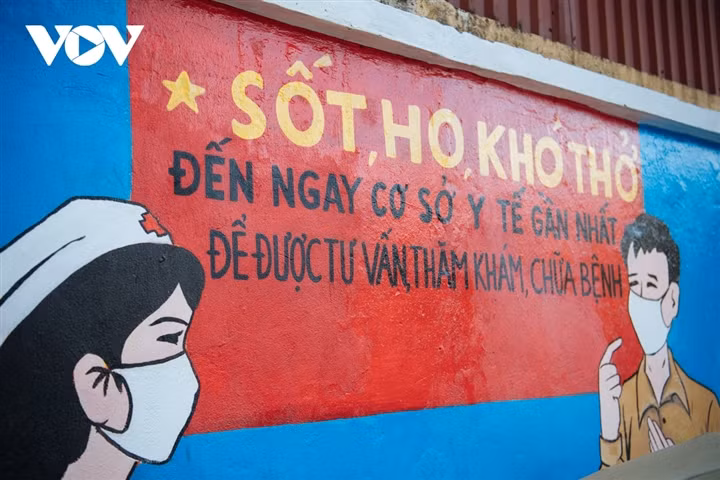 VOV
SỐT, HO, KHÓ THỞ
ĐẾN NGAY CƠ SỞ Y TẾ GẦN NHẤT
ĐỂ ĐƯỢC TƯ VẤN, THĂM KHÁM, CHỮA BỆNH